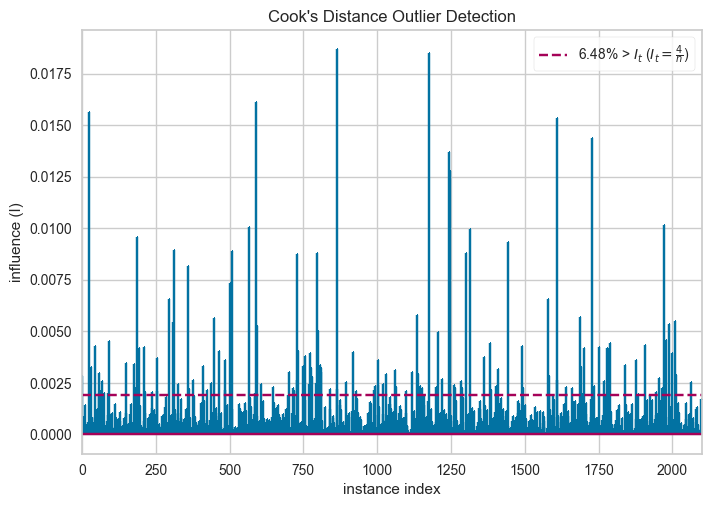 Cook's Distance Outlier Detection
6.48% > I_t (I_t = 4/n)
influence (I)
0.0175
0.0150
0.0125
0.0100
0.0075
0.0050
0.0025
0.0000
0 250 500 750 1000 1250 1500 1750 2000
instance index